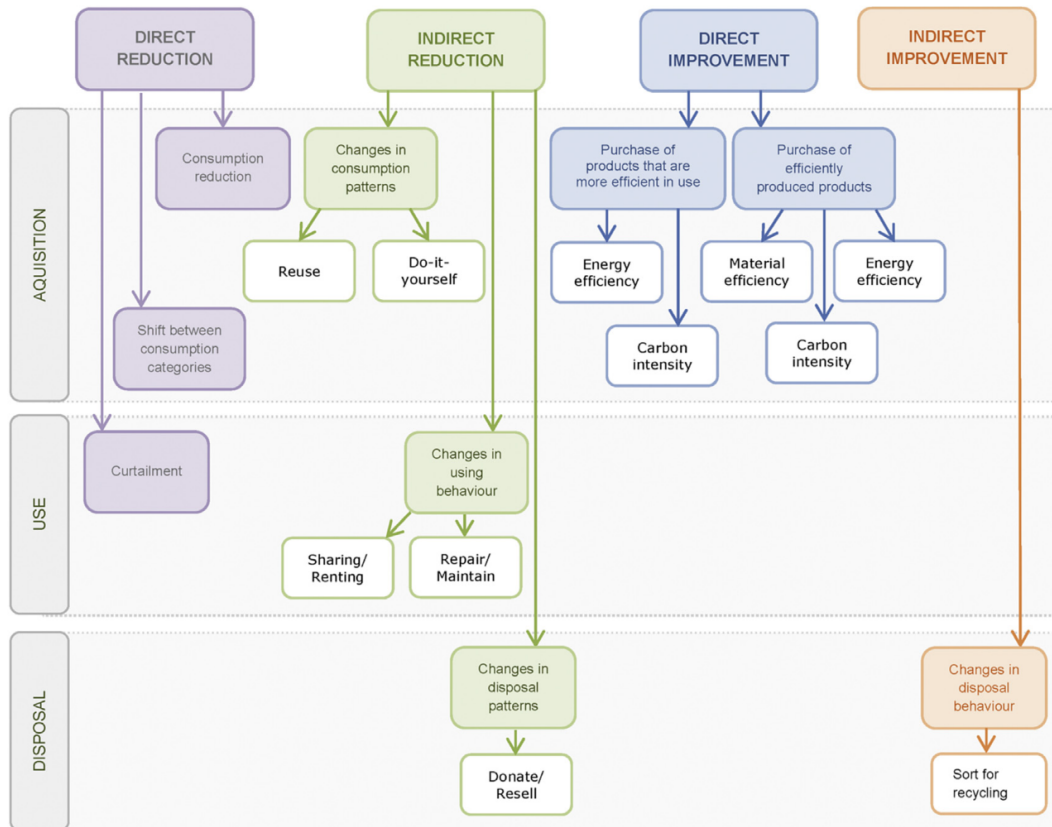 DIRECT
REDUCTION
INDIRECT
REDUCTION
DIRECT
IMPROVEMENT
INDIRECT
IMPROVEMENT
AQUISITION
Consumption
reduction
Changes in
consumption
patterns
Purchase of
products that are
more efficient in use
Purchase of
efficiently
produced products
Reuse
Do-it-
yourself
Energy
efficiency
Material
efficiency
Energy
efficiency
Shift between
consumption
categories
Carbon
intensity
Carbon
intensity
USE
Curtailment
Changes in
using
behaviour
Sharing/
Renting
Repair/
Maintain
DISPOSAL
Changes in
disposal
patterns
Changes in
disposal
behaviour
Donate/
Resell
Sort for
recycling